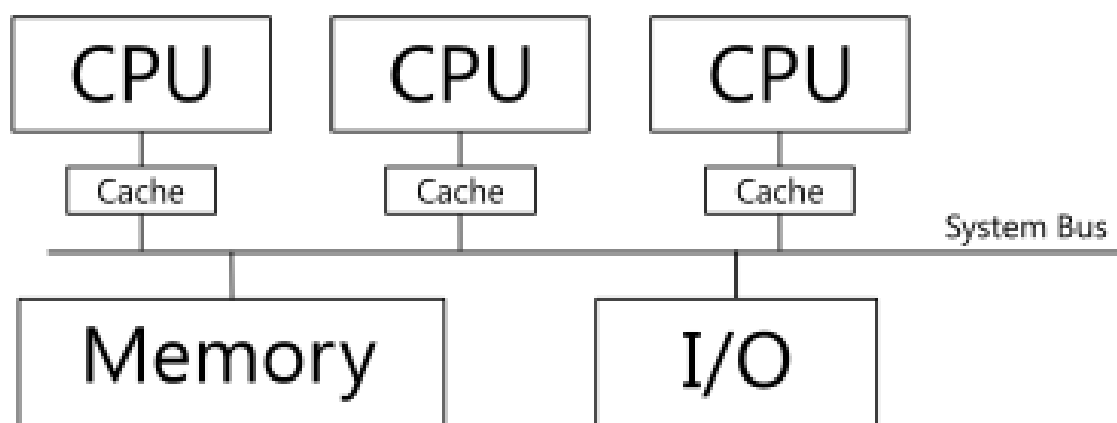 CPU CPU CPU
Cache Cache Cache
System Bus
Memory I/O